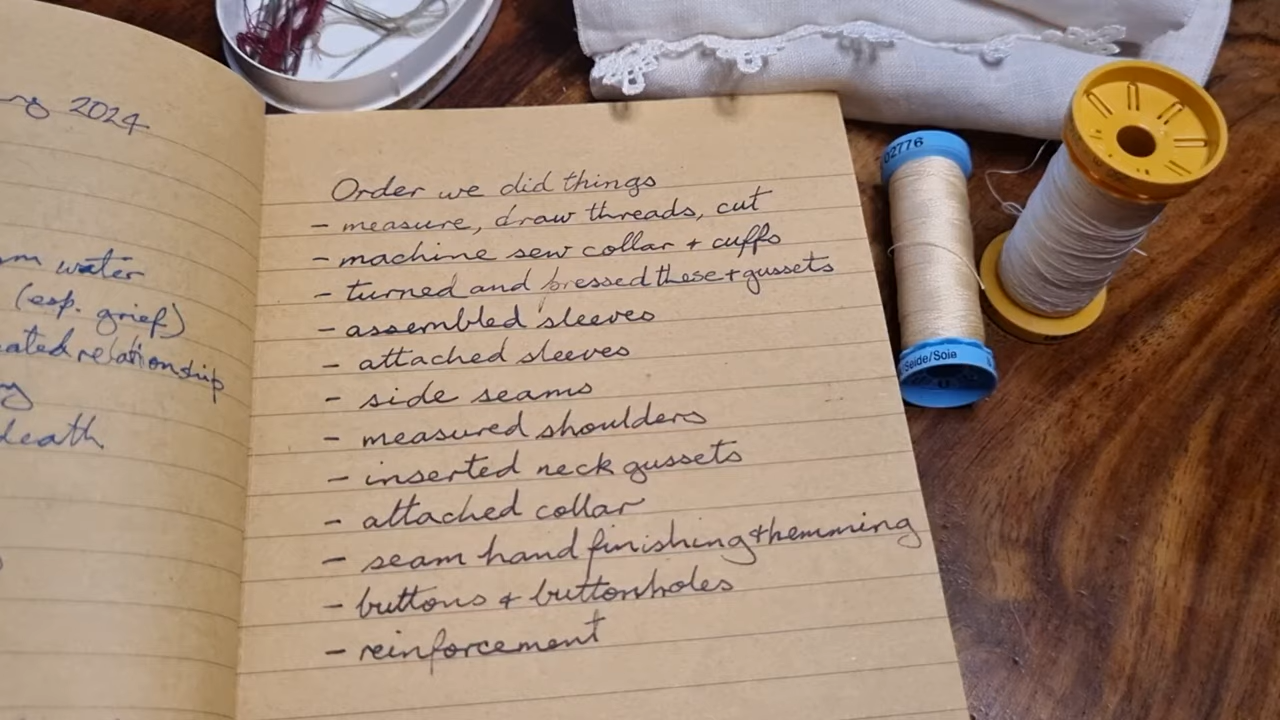 2024
m water
(esp. grief)
ated relationship
death
Order we did things
- measure, draw threads, cut
- machine sew collar + cuffs
- turned and pressed these + gussets
- assembled sleeves
- attached sleeves
- side seams
- measured shoulders
- inserted neck gussets
- attached collar
- seam hand finishing + hemming
- buttons + buttonholes
- reinforcement
02776
Seide/Soie